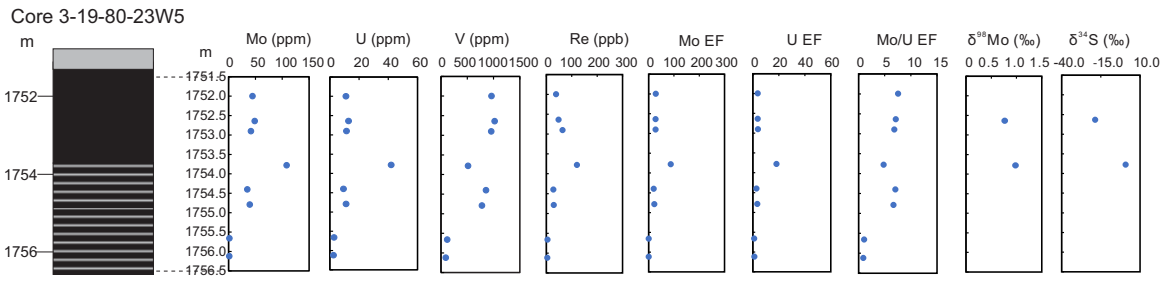 Core 3-19-80-23W5
m
1752
1754
1756
m
1751.5
1752.0
1752.5
1753.0
1753.5
1754.0
1754.5
1755.0
1755.5
1756.0
1756.5
Mo (ppm)
0 50 100 150
U (ppm)
0 20 40 60
V (ppm)
0 500 1000 1500
Re (ppb)
0 100 200 300
Mo EF
0 100 200 300
U EF
0 20 40 60
Mo/U EF
0 5 10 15
δ⁹⁸Mo (‰)
0 0.5 1.0 1.5
δ³⁴S (‰)
-40.0 -15.0 10.0